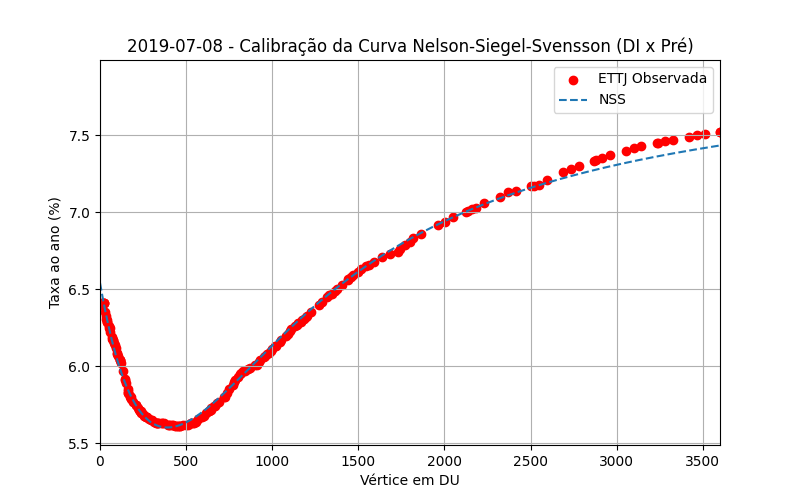 2019-07-08 - Calibração da Curva Nelson-Siegel-Svensson (DI x Pré)
ETTJ Observada
NSS
Taxa ao ano (%)
7.5
7.0
6.5
6.0
5.5
0 500 1000 1500 2000 2500 3000 3500
Vértice em DU